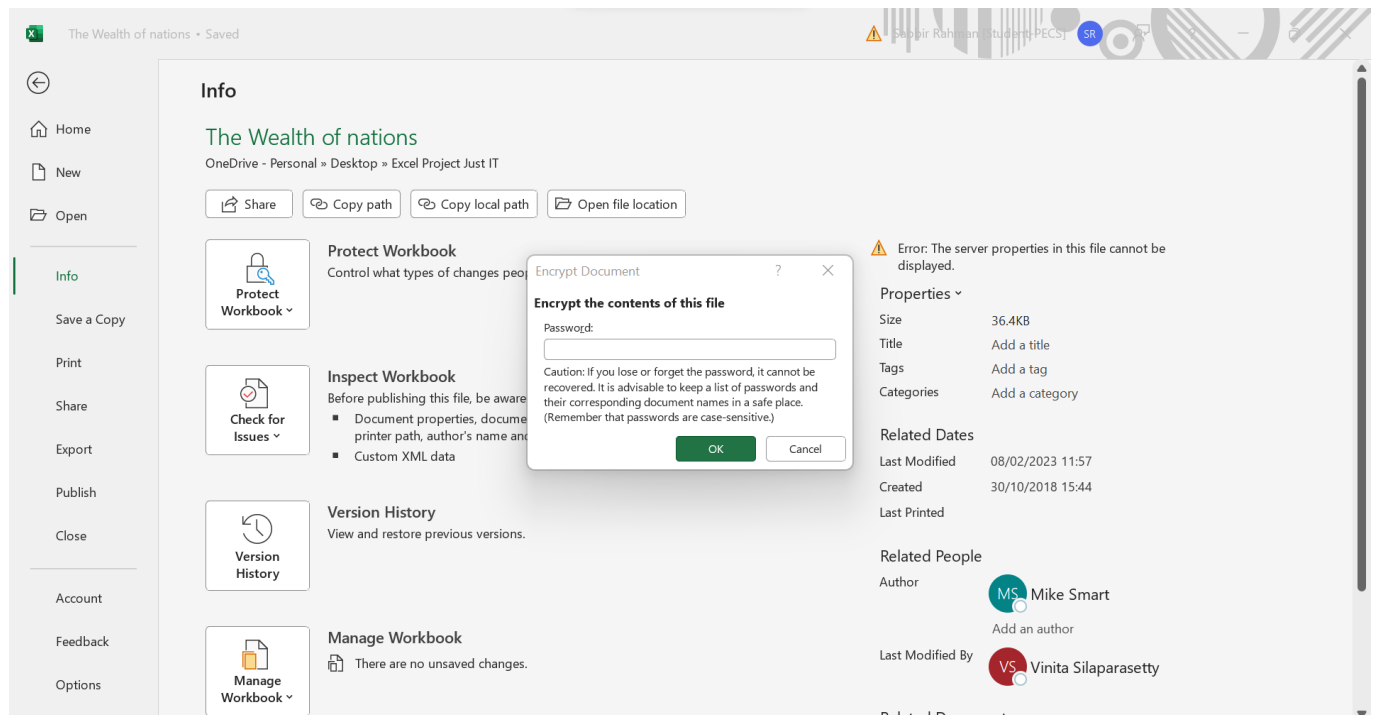 The Wealth of nations • Saved
Sabbir Rahman [Student-PECS]
SR
Info
Home
New
Open
Info
Save a Copy
Print
Share
Export
Publish
Close
Account
Feedback
Options
The Wealth of nations
OneDrive - Personal » Desktop » Excel Project Just IT
Share
Copy path
Copy local path
Open file location
Protect
Workbook
Protect Workbook
Control what types of changes peo
Check for
Issues
Inspect Workbook
Before publishing this file, be aware
Document properties, docume
printer path, author's name and
Custom XML data
Version
History
Version History
View and restore previous versions.
Manage
Workbook
Manage Workbook
There are no unsaved changes.
Encrypt Document
?
Encrypt the contents of this file
Password:
Caution: If you lose or forget the password, it cannot be
recovered. It is advisable to keep a list of passwords and
their corresponding document names in a safe place.
(Remember that passwords are case-sensitive.)
OK
Cancel
Error: The server properties in this file cannot be
displayed.
Properties
Size 36.4KB
Title Add a title
Tags Add a tag
Categories Add a category
Related Dates
Last Modified 08/02/2023 11:57
Created 30/10/2018 15:44
Last Printed
Related People
Author
MS Mike Smart
Add an author
Last Modified By
VS Vinita Silaparasetty